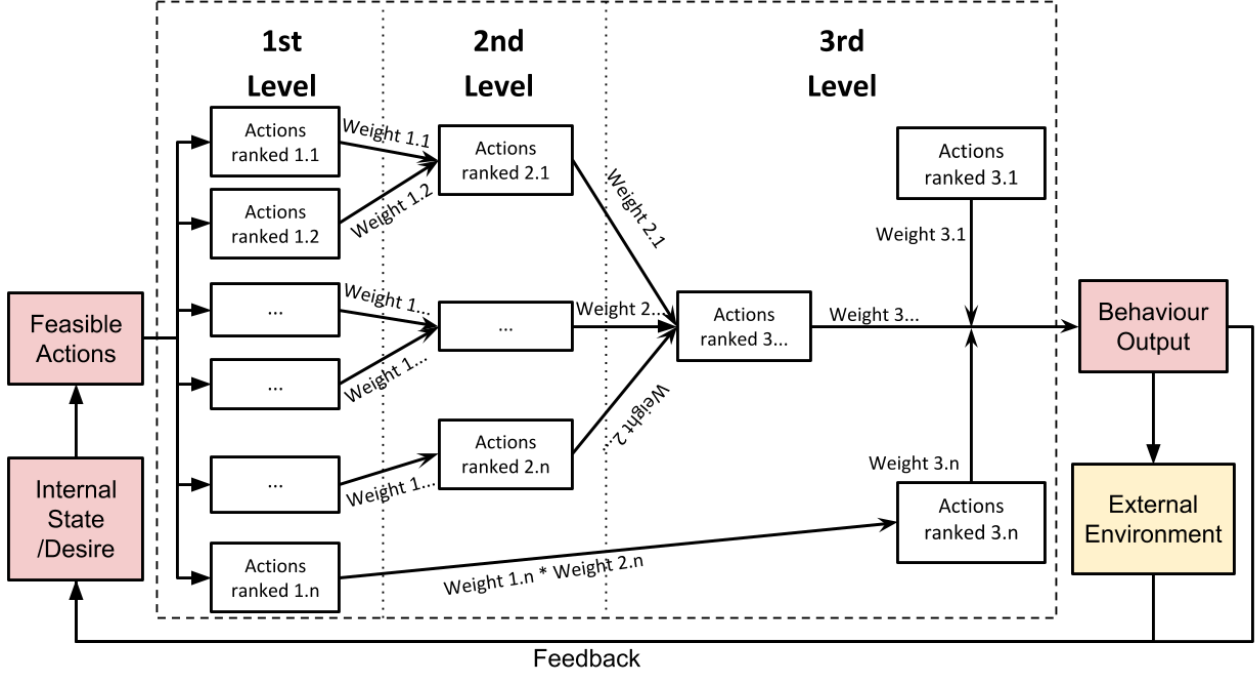 1st
Level
2nd
Level
3rd
Level
Actions
ranked 1.1
Weight 1.1
Actions
ranked 2.1
Actions
ranked 3.1
Actions
ranked 1.2
Weight 1.2
Weight 2.1
Weight 3.1
Feasible
Actions
...
Weight 1...
...
Weight 2...
Actions
ranked 3...
Weight 3...
Behaviour
Output
...
Weight 1...
Weight 2...
Internal
State
/Desire
...
Weight 1...
Actions
ranked 2.n
Weight 3.n
Actions
ranked 3.n
External
Environment
Actions
ranked 1.n
Weight 1.n * Weight 2.n
Feedback